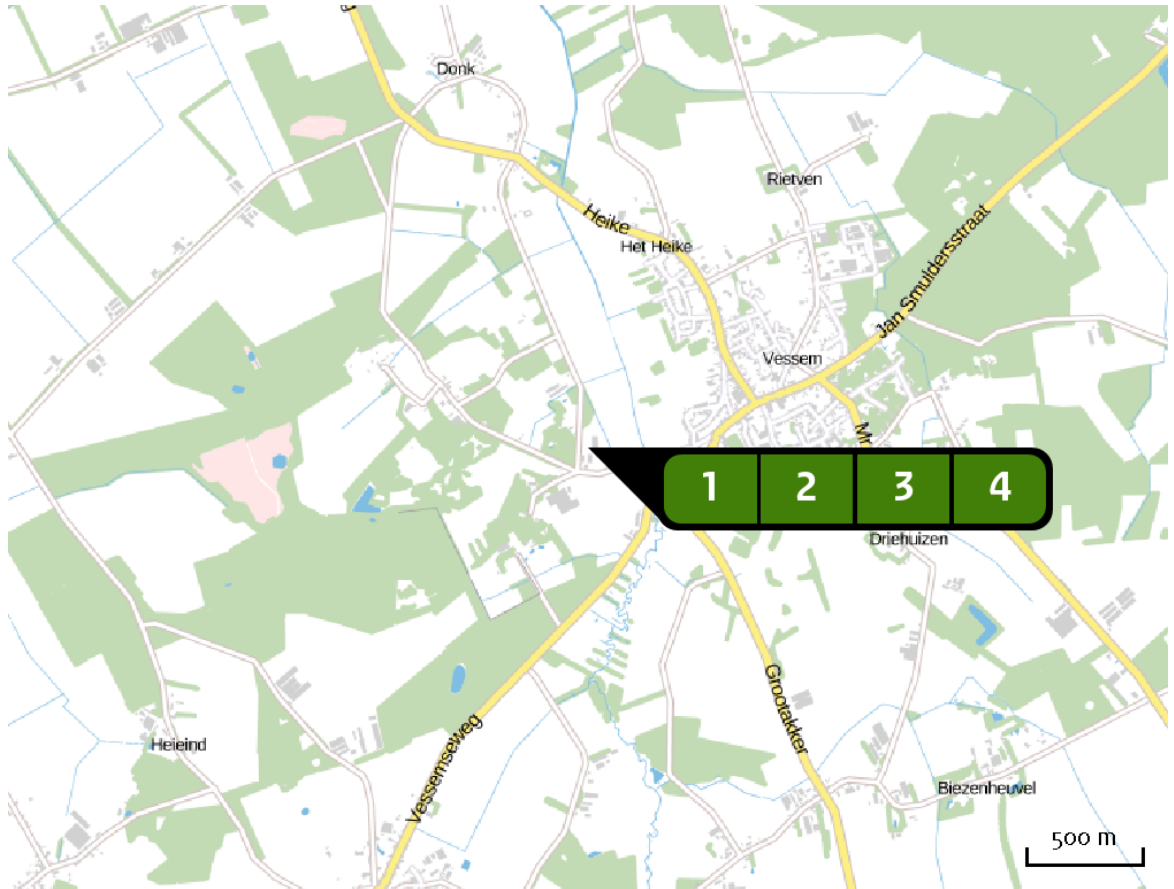 Donk
Rietven
Heike
Het Heike
Jan Smuldersstraat
Vessem
1 2 3 4
Driehuizen
Grootakker
Vessemseweg
Heieind
Biezenheuvel
500 m